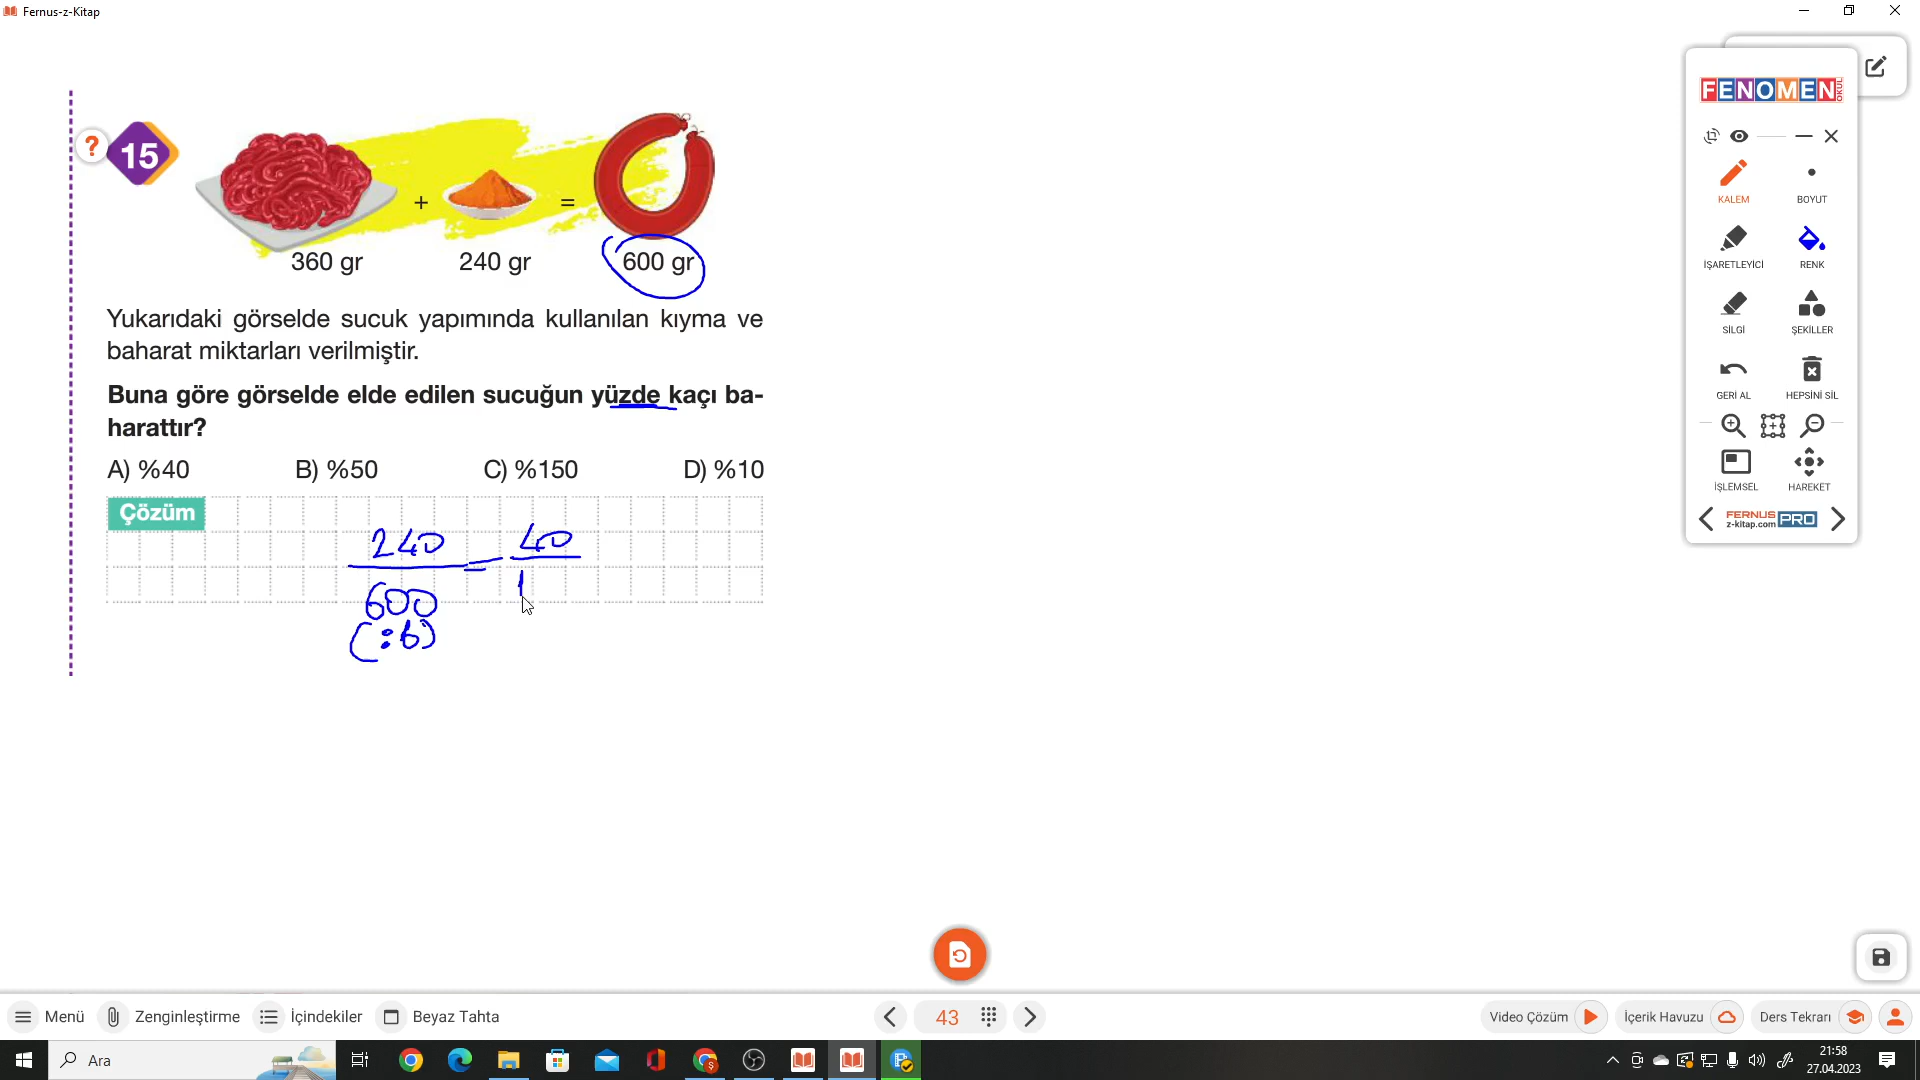 Fernus-z-Kitap
FENOMEN OKUL
? 15
+ =
360 gr 240 gr 600 gr
Yukarıdaki görselde sucuk yapımında kullanılan kıyma ve
baharat miktarları verilmiştir.
Buna göre görselde elde edilen sucuğun yüzde kaçı ba-
harattır?
A) %40 B) %50 C) %150 D) %10
Çözüm
240 = 40
600 1
(:6)
KALEM BOYUT
İŞARETLEYİCİ RENK
SİLGİ ŞEKİLLER
GERİ AL HEPSİNİ SİL
İŞLEMSEL HAREKET
FERNUS
z-kitap.com PRO
Menü Zenginleştirme İçindekiler Beyaz Tahta 43 Video Çözüm İçerik Havuzu Ders Tekrarı
Ara
21:58
27.04.2023